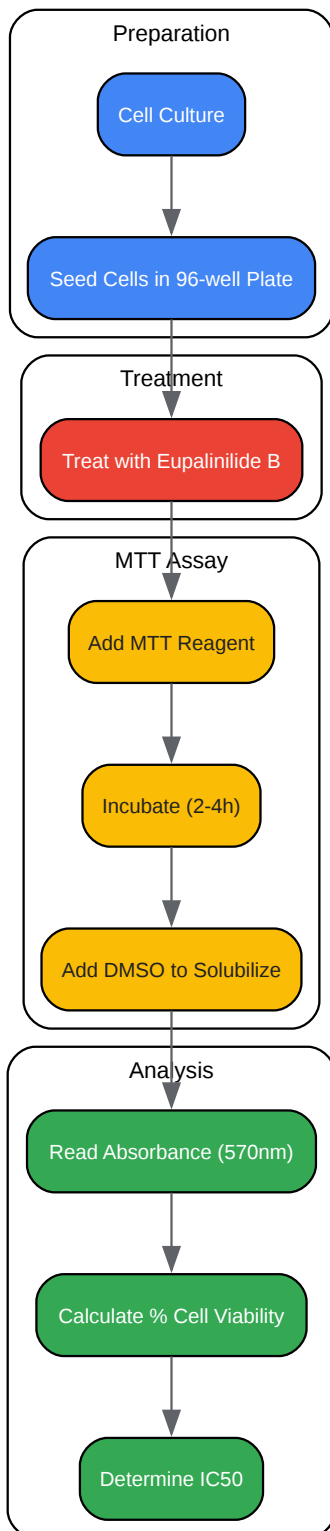 Preparation
Cell Culture
Seed Cells in 96-well Plate
Treatment
Treat with Eupalinilide B
MTT Assay
Add MTT Reagent
Incubate (2-4h)
Add DMSO to Solubilize
Analysis
Read Absorbance (570nm)
Calculate % Cell Viability
Determine IC50